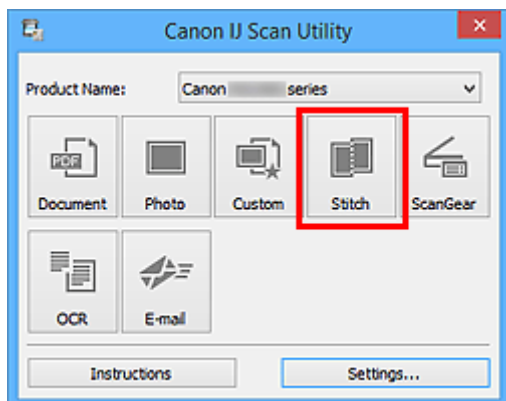 Canon IJ Scan Utility
Product Name: Canon series
PDF
Document Photo Custom Stitch ScanGear
OCR E-mail
Instructions Settings...